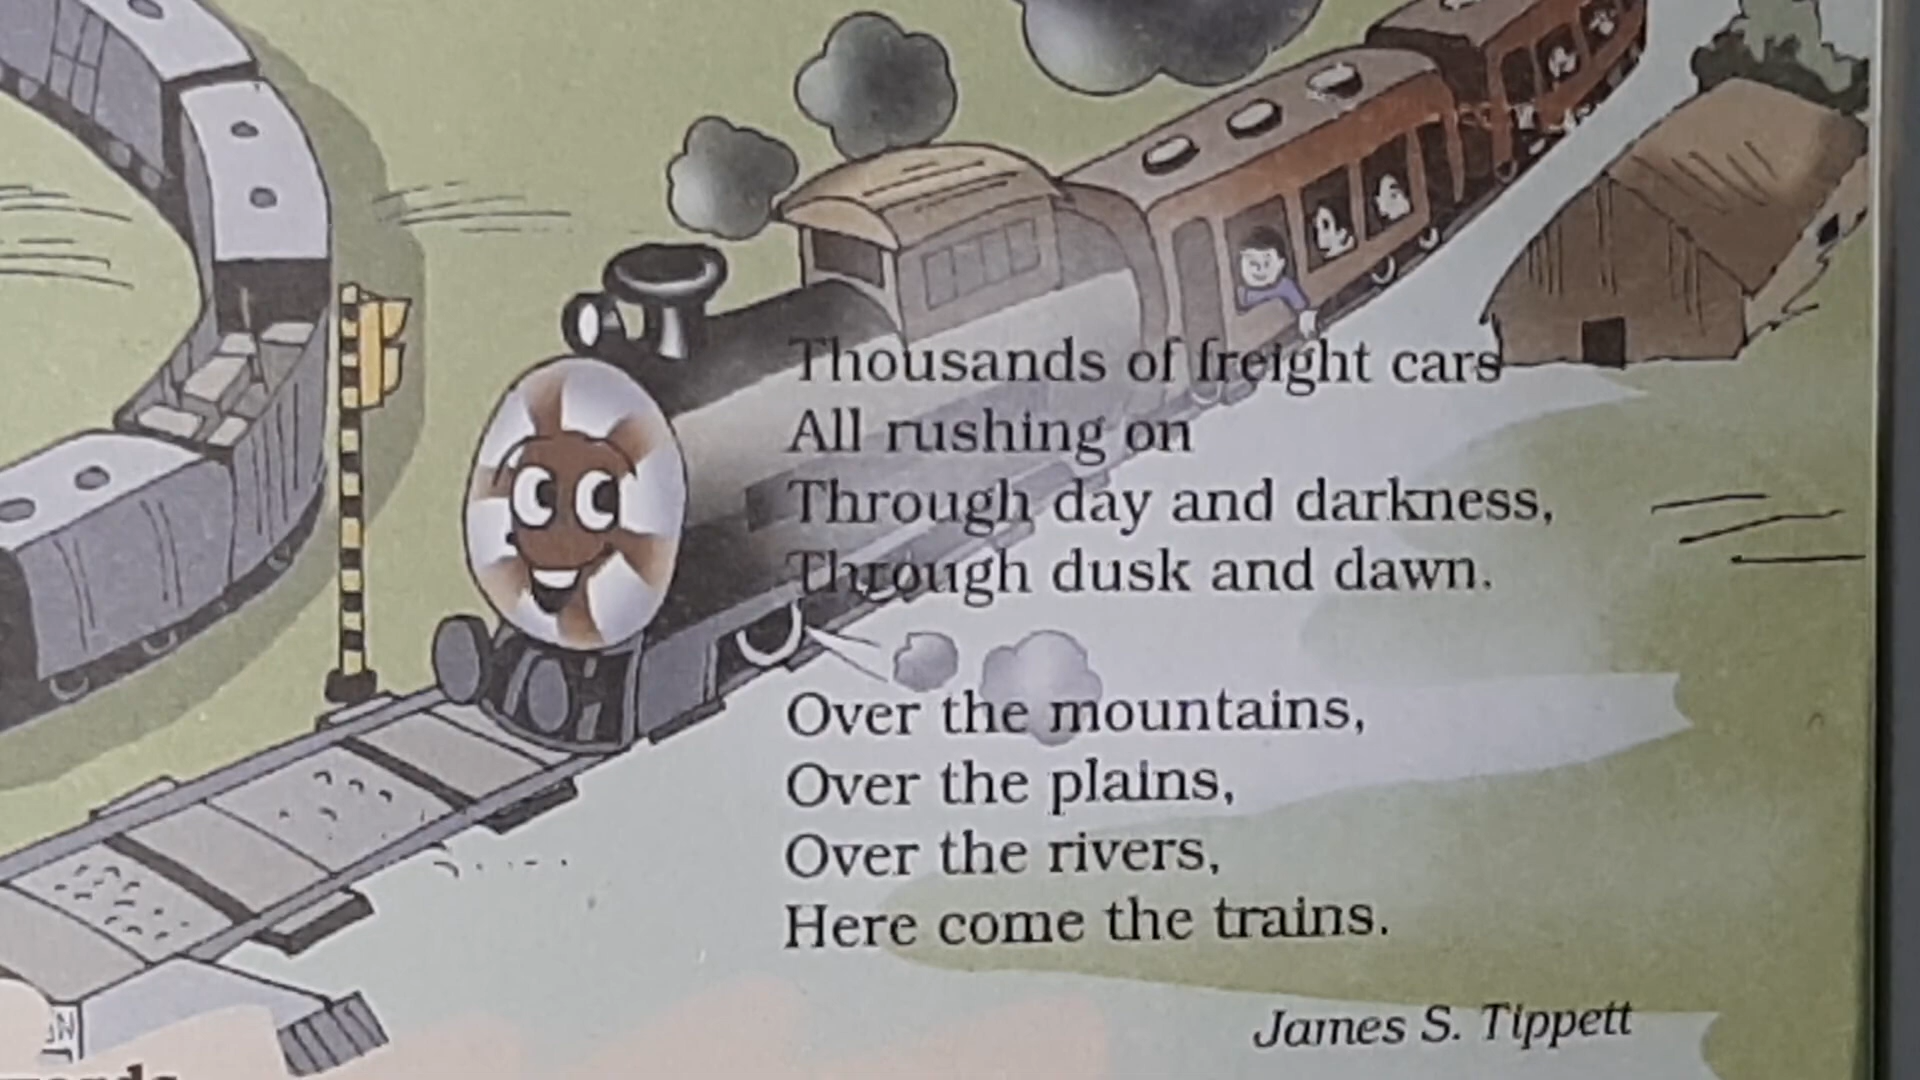 Thousands of freight cars
All rushing on
Through day and darkness,
Through dusk and dawn.
Over the mountains,
Over the plains,
Over the rivers,
Here come the trains.
James S. Tippett